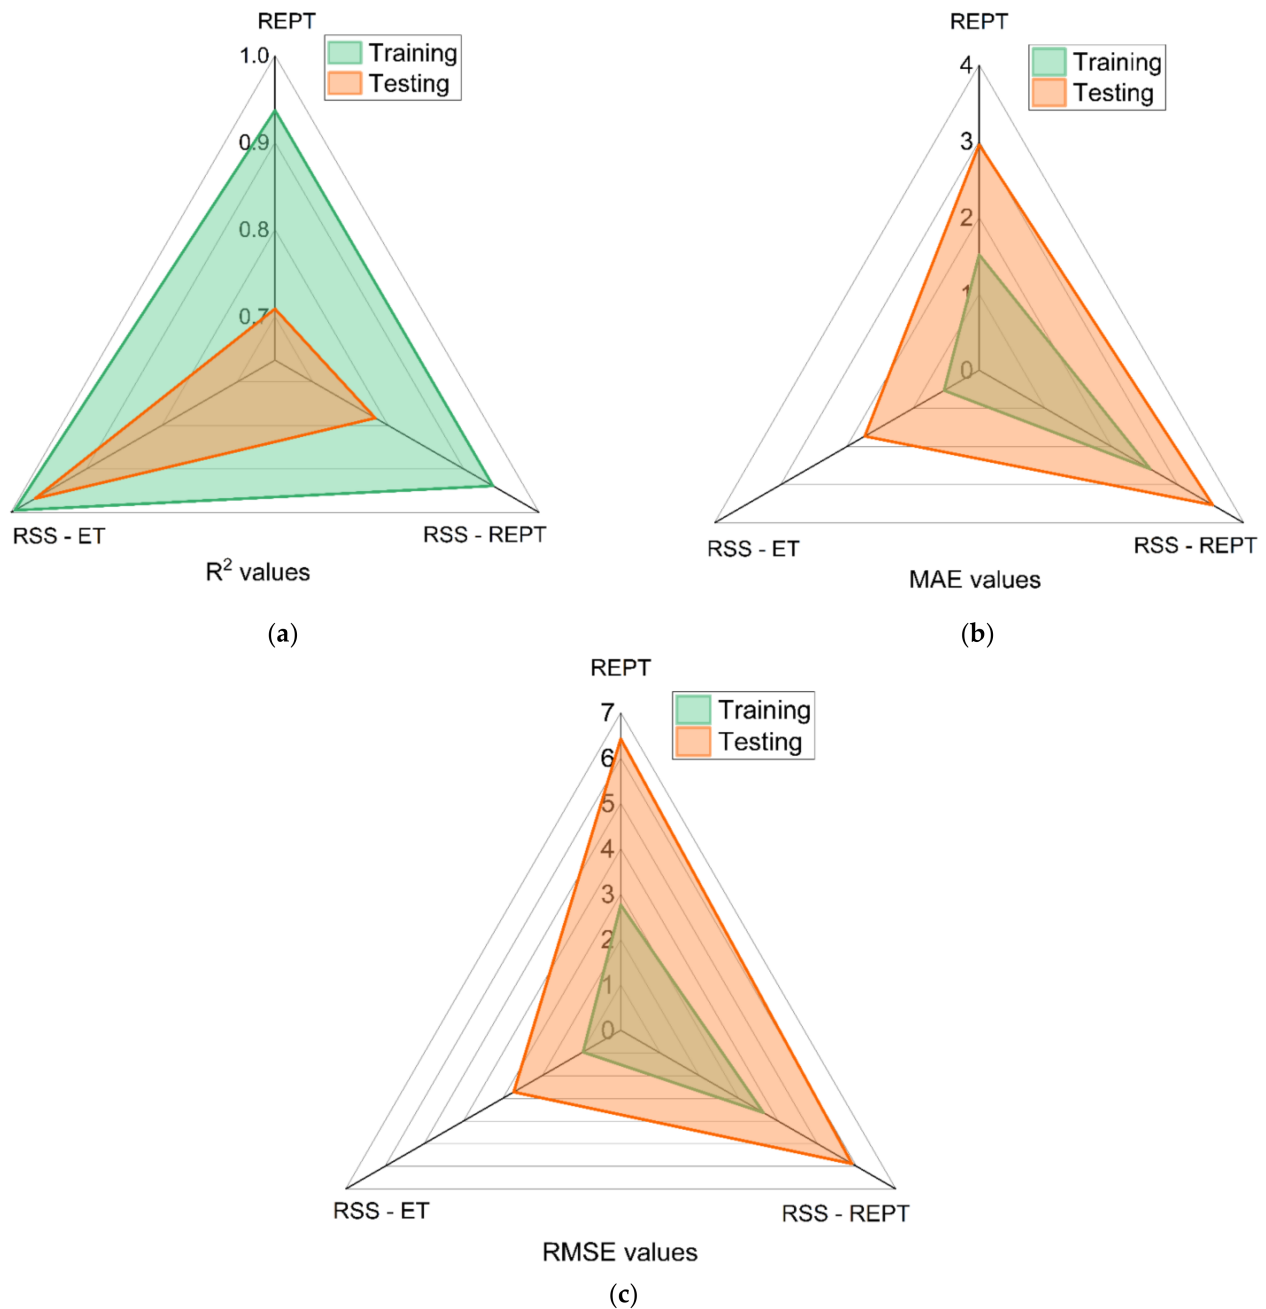 REPT
1.0
0.9
0.8
0.7
Training
Testing
RSS - ET
RSS - REPT
R² values
(a)
REPT
4
3
2
1
0
Training
Testing
RSS - ET
RSS - REPT
MAE values
(b)
REPT
7
6
5
4
3
2
1
0
Training
Testing
RSS - ET
RSS - REPT
RMSE values
(c)